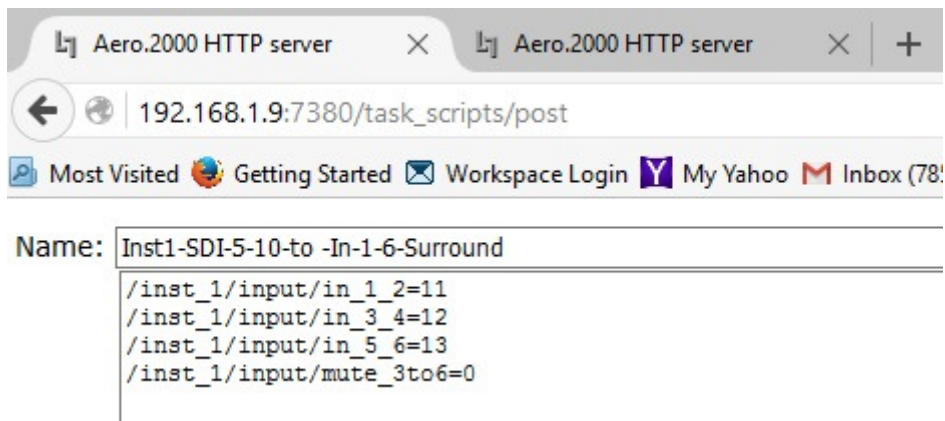 Aero.2000 HTTP server Aero.2000 HTTP server
192.168.1.9:7380/task_scripts/post
Most Visited Getting Started Workspace Login My Yahoo Inbox (785
Name: Inst1-SDI-5-10-to -In-1-6-Surround
/inst_1/input/in_1_2=11
/inst_1/input/in_3_4=12
/inst_1/input/in_5_6=13
/inst_1/input/mute_3to6=0